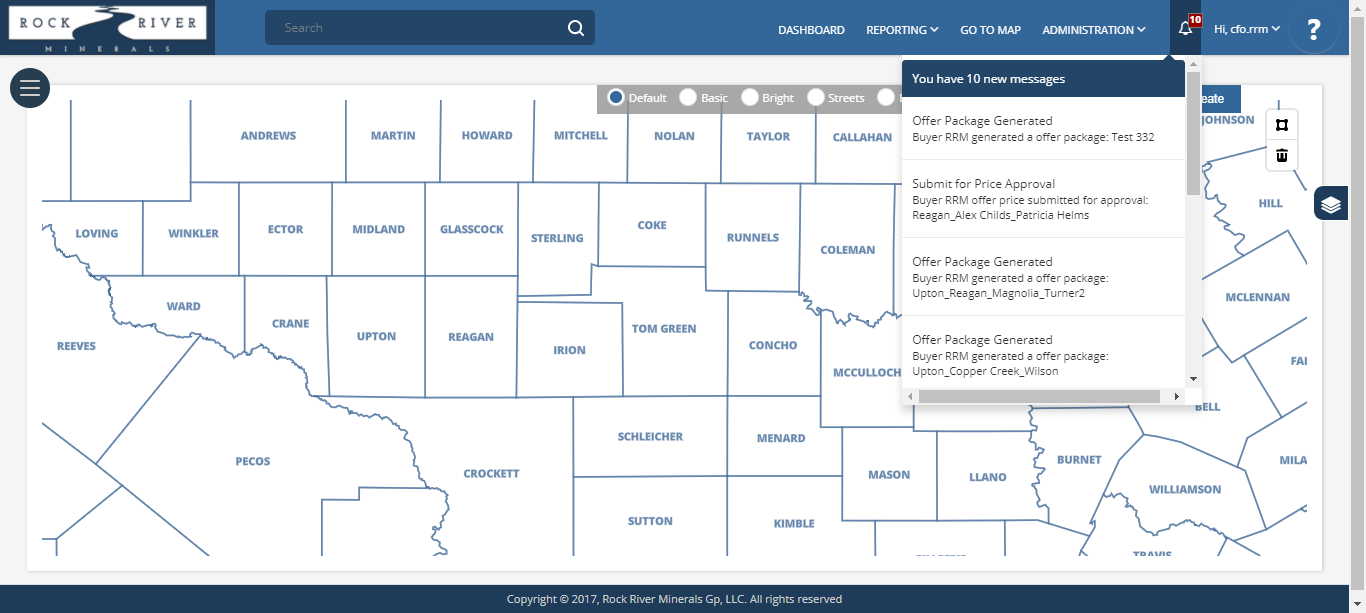 ROCK RIVER
MINERALS
Search
DASHBOARD
REPORTING
GO TO MAP
ADMINISTRATION
10
Hi, cfo.rrm
?
You have 10 new messages
Offer Package Generated
Buyer RRM generated a offer package: Test 332
Submit for Price Approval
Buyer RRM offer price submitted for approval:
Reagan_Alex Childs_Patricia Helms
Offer Package Generated
Buyer RRM generated a offer package:
Upton_Reagan_Magnolia_Turner2
Offer Package Generated
Buyer RRM generated a offer package:
Upton_Copper Creek_Wilson
Default
Basic
Bright
Streets
eate
ANDREWS
MARTIN
HOWARD
MITCHELL
NOLAN
TAYLOR
CALLAHAN
JOHNSON
HILL
LOVING
WINKLER
ECTOR
MIDLAND
GLASSCOCK
STERLING
COKE
RUNNELS
COLEMAN
MCLENNAN
WARD
CRANE
UPTON
REAGAN
IRION
TOM GREEN
CONCHO
MCCULLOCH
REEVES
FAL
BELL
PECOS
CROCKETT
SCHLEICHER
MENARD
MASON
LLANO
BURNET
MILA
WILLIAMSON
SUTTON
KIMBLE
TRAVIS
Copyright © 2017, Rock River Minerals Gp, LLC. All rights reserved